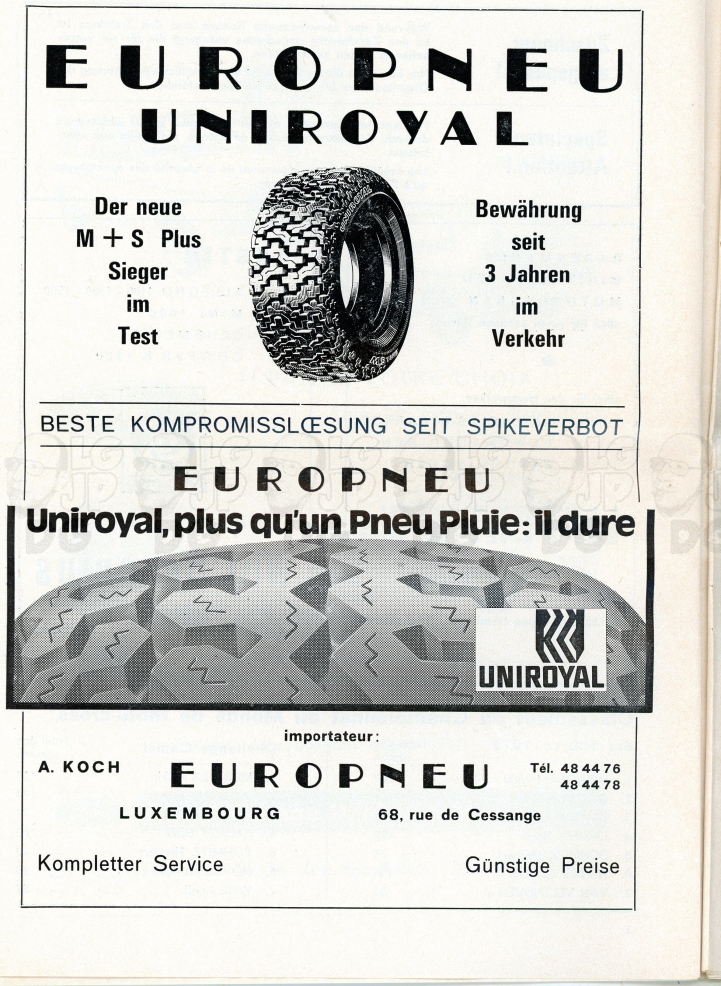 EUROPNEU
UNIROYAL
Der neue
M + S Plus
Sieger
im
Test
Bewährung
seit
3 Jahren
im
Verkehr
BESTE KOMPROMISSLŒSUNG SEIT SPIKEVERBOT
EUROPNEU
Uniroyal, plus qu'un Pneu Pluie: il dure
UNIROYAL
importateur:
A. KOCH
EUROPNEU
Tél. 48 44 76
48 44 78
LUXEMBOURG
68, rue de Cessange
Kompletter Service
Günstige Preise